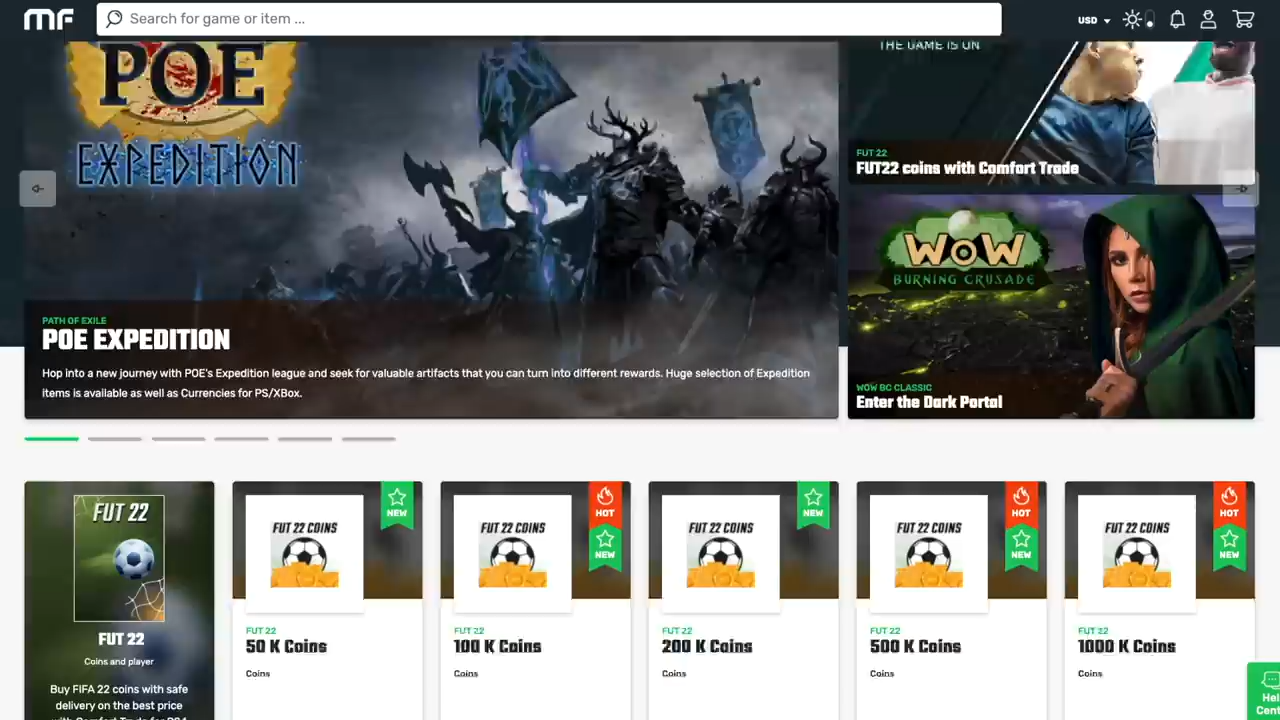 MF
Search for game or item ...
USD
POE
EXPEDITION
PATH OF EXILE
POE EXPEDITION
Hop into a new journey with POE's Expedition league and seek for valuable artifacts that you can turn into different rewards. Huge selection of Expedition
items is available as well as Currencies for PS/XBox.
THE GAME IS ON
FUT 22
FUT22 coins with Comfort Trade
WOW
BURNING CRUSADE
WOW BC CLASSIC
Enter the Dark Portal
FUT 22
FUT 22
Coins and player
Buy FIFA 22 coins with safe
delivery on the best price
with Comfort Trade for PS4
NEW
FUT 22 COINS
FUT 22
50 K Coins
Coins
HOT
NEW
FUT 22 COINS
FUT 22
100 K Coins
Coins
NEW
FUT 22 COINS
FUT 22
200 K Coins
Coins
HOT
NEW
FUT 22 COINS
FUT 22
500 K Coins
Coins
HOT
NEW
FUT 22 COINS
FUT 22
1000 K Coins
Coins
Hel
Cent